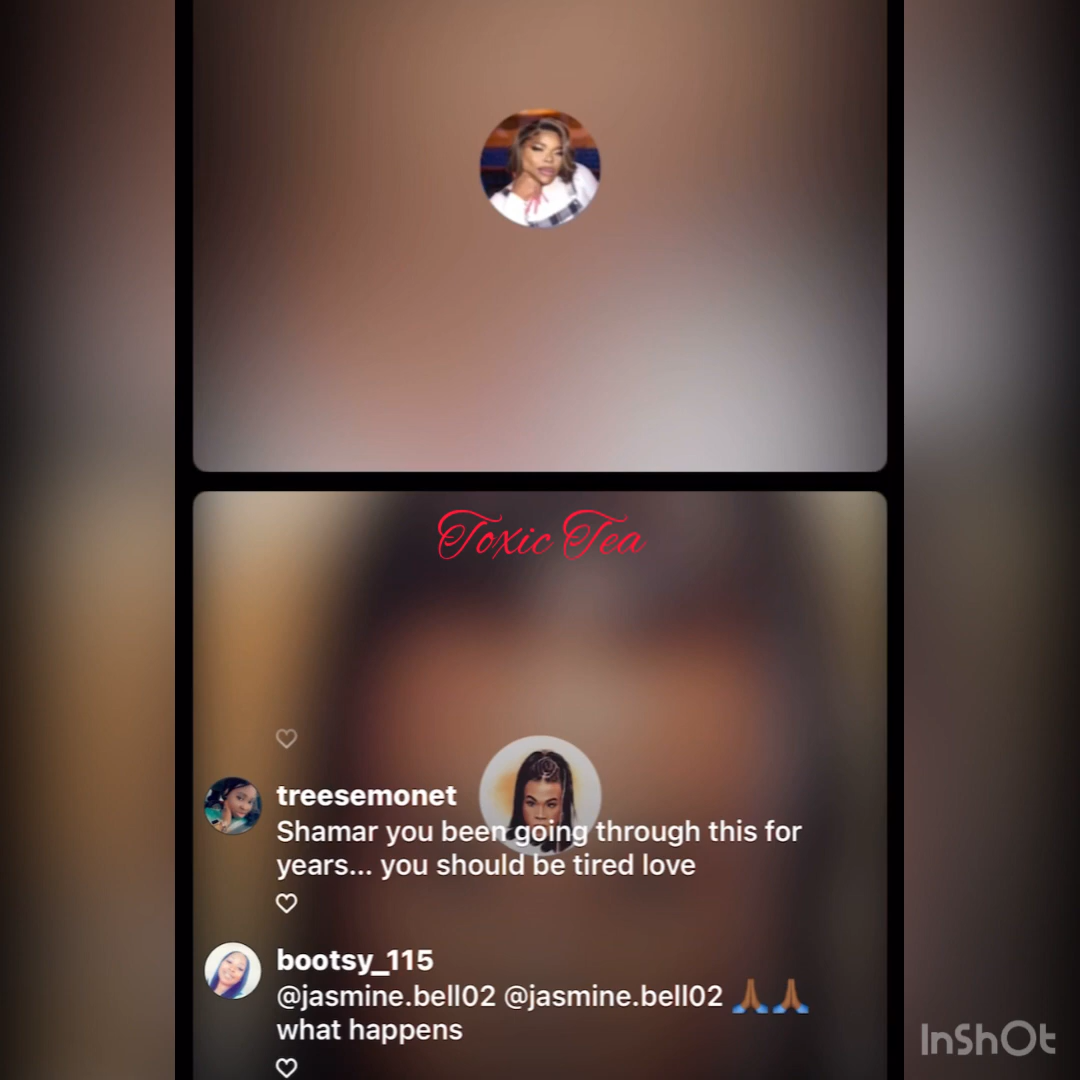 Toxic Tea
treesemonet
Shamar you been going through this for
years... you should be tired love
bootsy_115
@jasmine.bell02 @jasmine.bell02 🙏🏾🙏🏾
what happens
InShOt